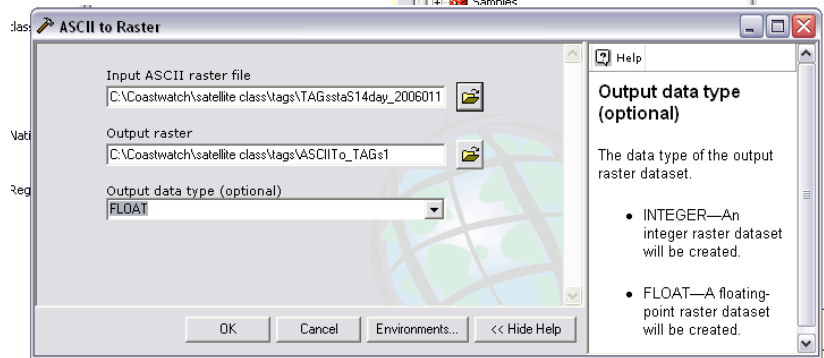 Samples
ASCII to Raster
Input ASCII raster file
C:\Coastwatch\satellite class\tags\TAGsstaS14day_2006011
Output raster
C:\Coastwatch\satellite class\tags\ASCIITo_TAGs1
Output data type (optional)
FLOAT
OK
Cancel
Environments...
<< Hide Help
Help
Output data type
(optional)
The data type of the output
raster dataset.
• INTEGER—An
integer raster dataset
will be created.
• FLOAT—A floating-
point raster dataset
will be created.